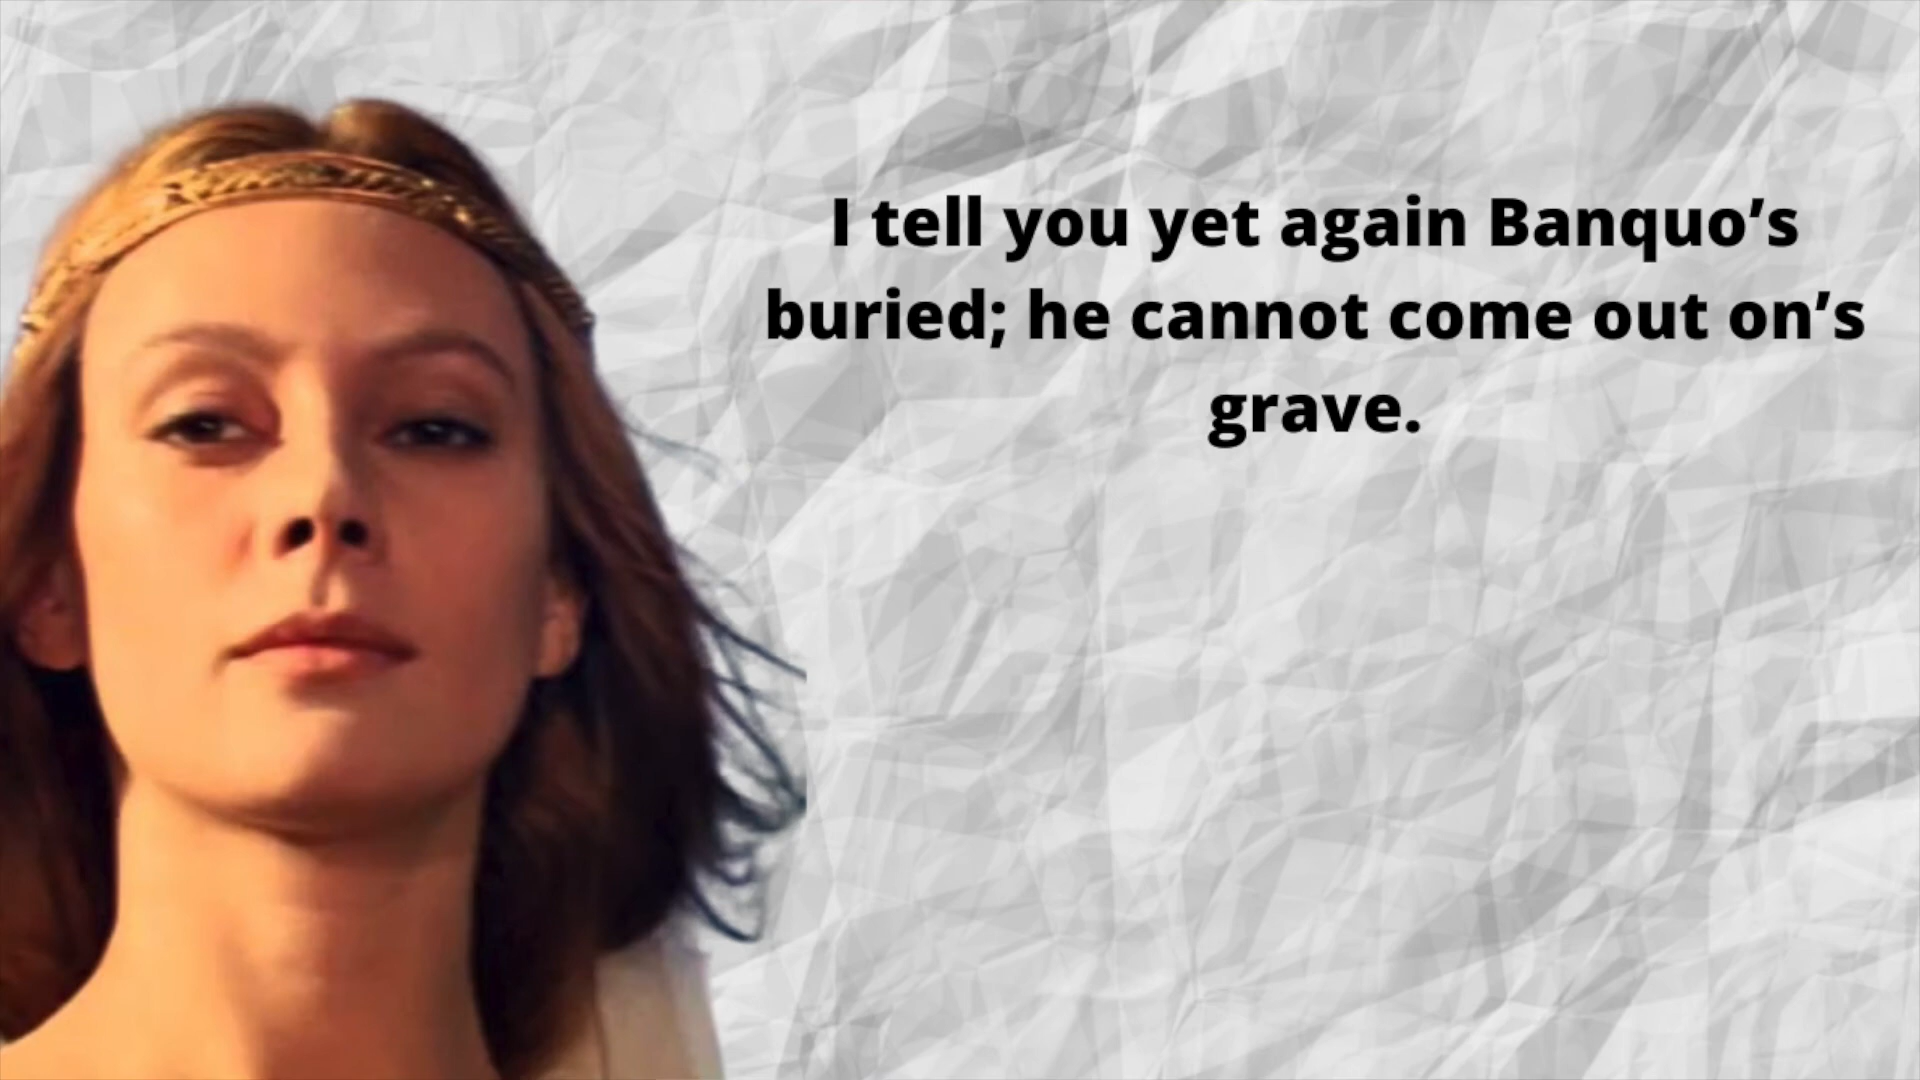 I tell you yet again Banquo’s
buried; he cannot come out on’s
grave.